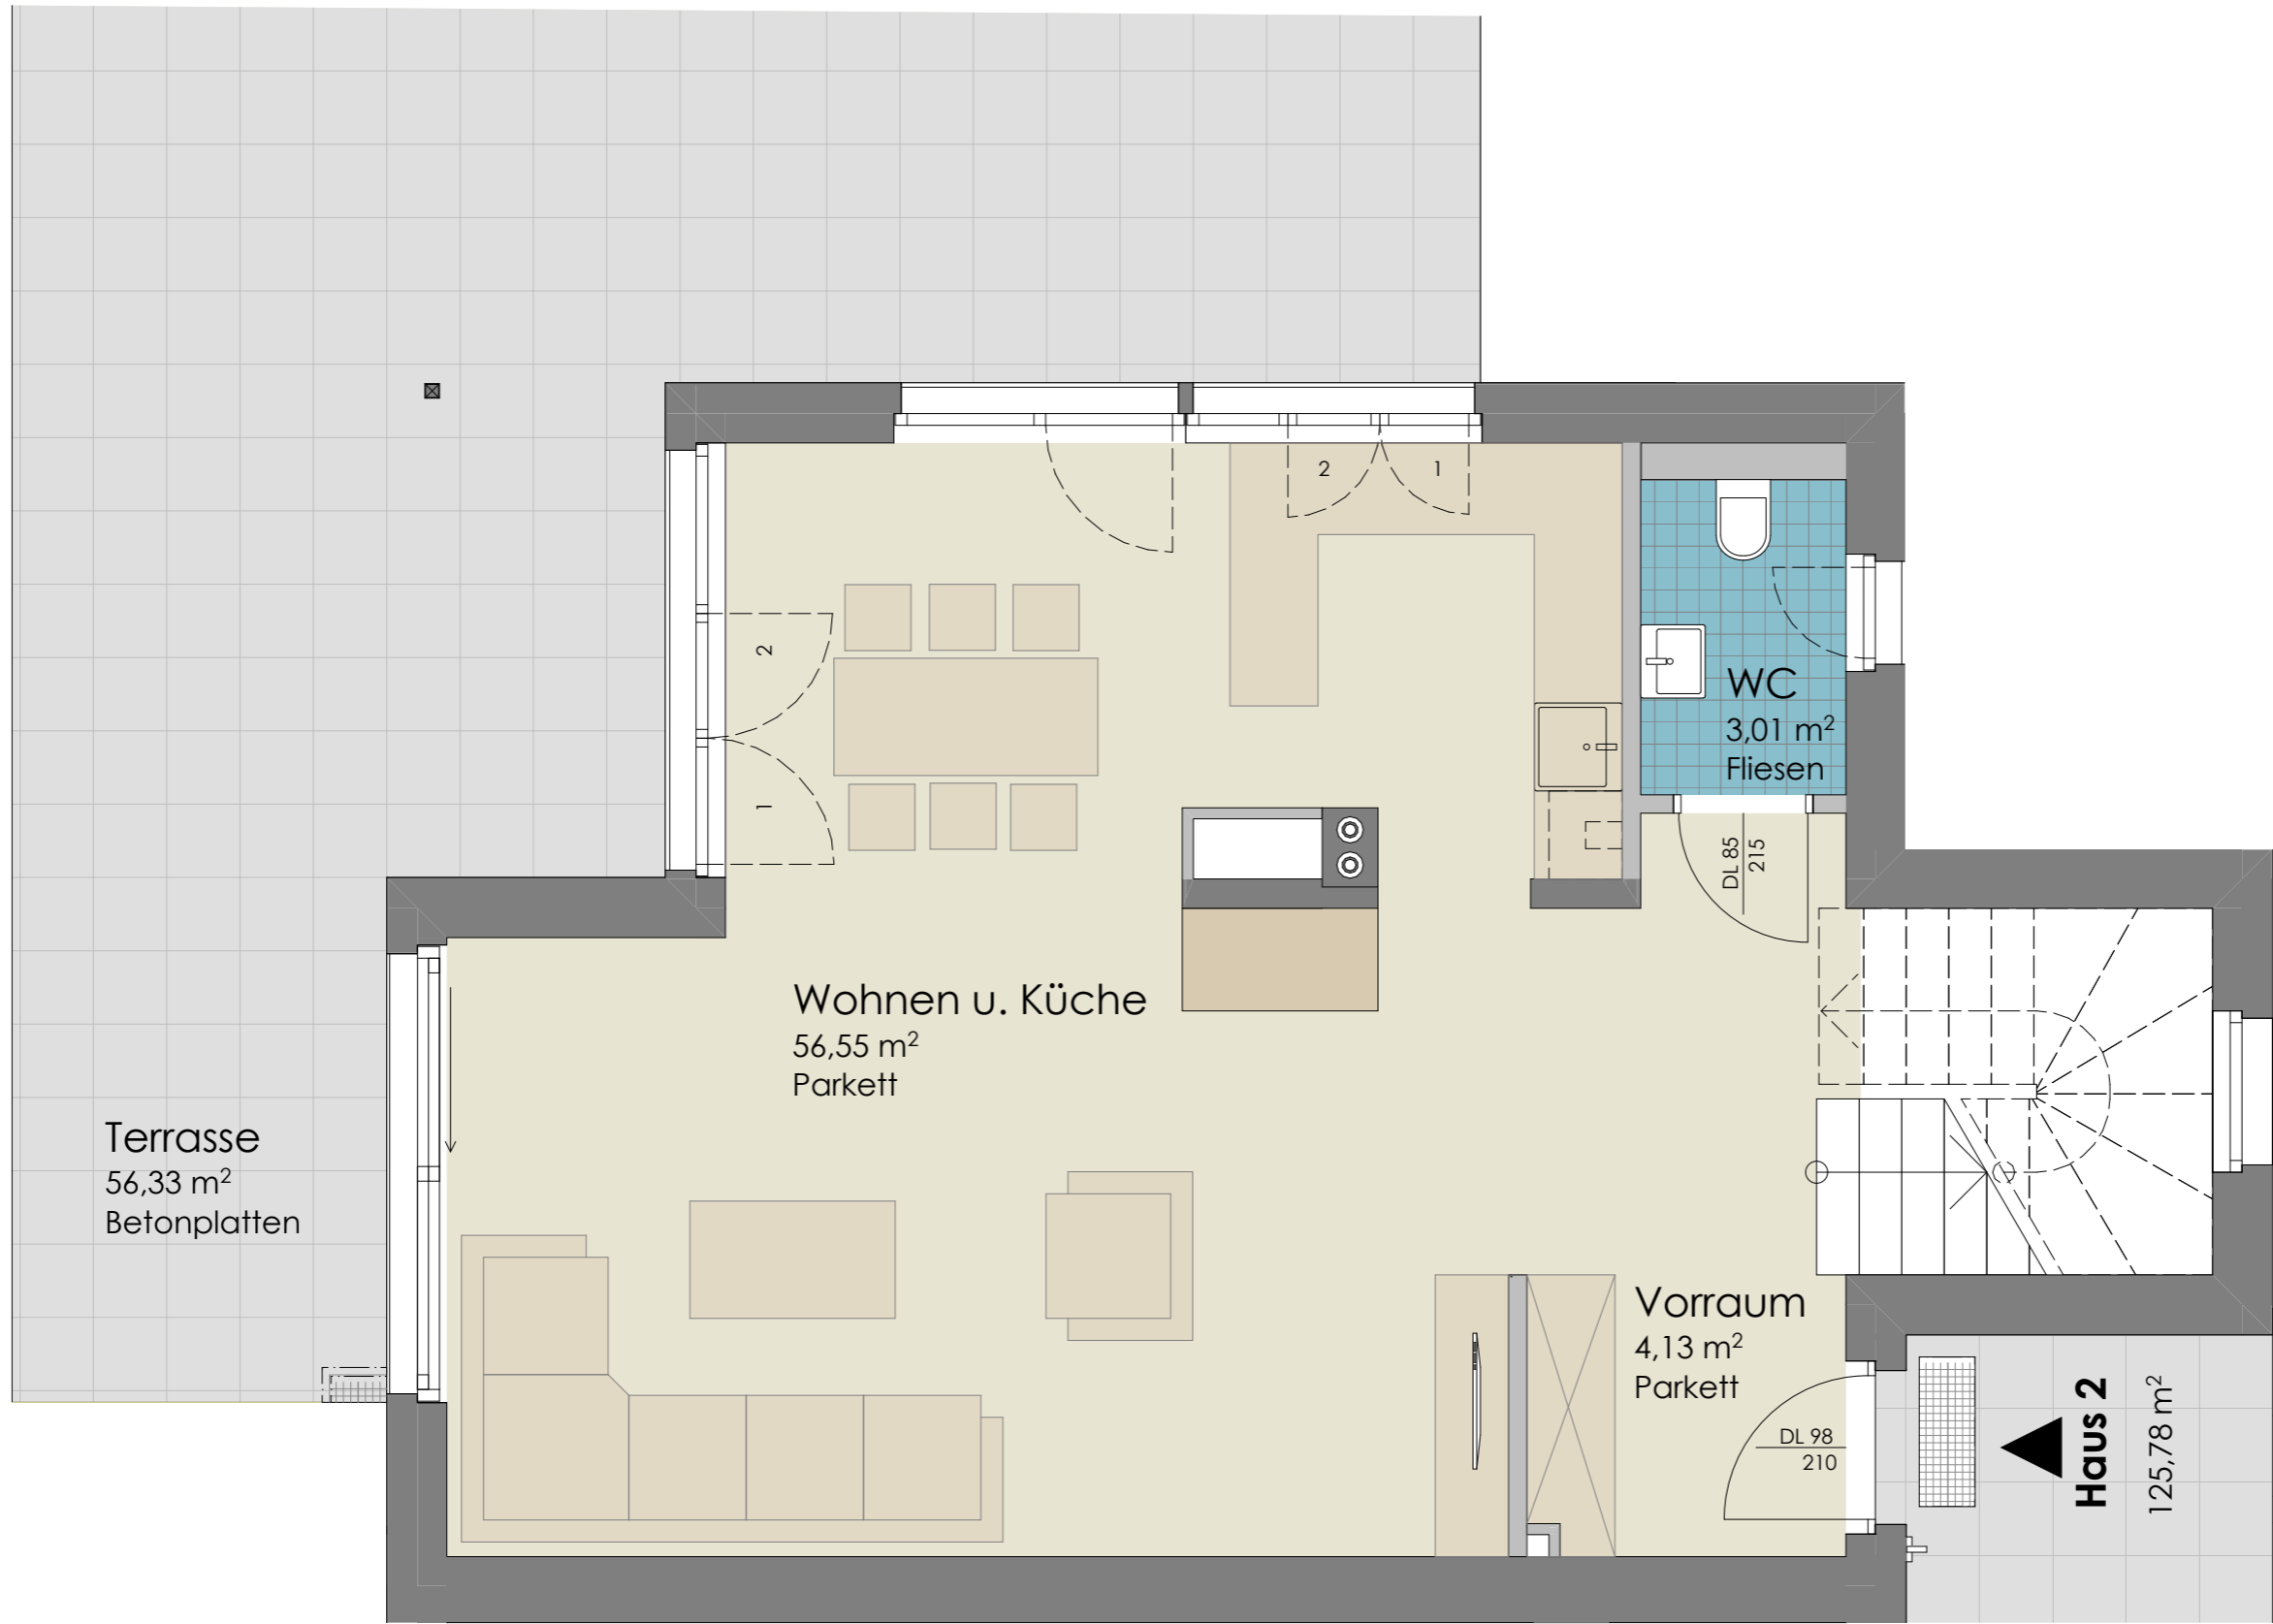 2
1
2
1
WC
3,01 m²
Fliesen
DL 85
215
Wohnen u. Küche
56,55 m²
Parkett
Terrasse
56,33 m²
Betonplatten
Vorraum
4,13 m²
Parkett
DL 98
210
Haus 2
125,78 m²